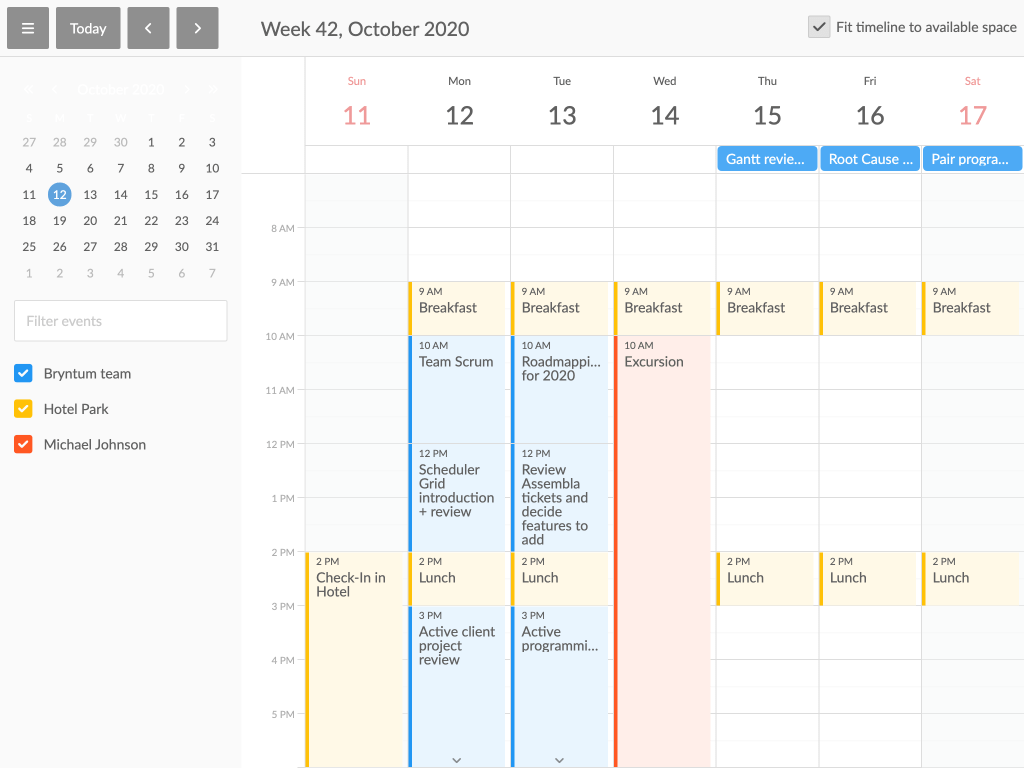 Today
Week 42, October 2020
Fit timeline to available space
October 2020
27 28 29 30 1 2 3
4 5 6 7 8 9 10
11 12 13 14 15 16 17
18 19 20 21 22 23 24
25 26 27 28 29 30 31
1 2 3 4 5 6 7
Filter events
Bryntum team
Hotel Park
Michael Johnson
Sun Mon Tue Wed Thu Fri Sat
11 12 13 14 15 16 17
Gantt revie... Root Cause ... Pair progra...
8 AM
9 AM
10 AM
11 AM
12 PM
1 PM
2 PM
3 PM
4 PM
5 PM
2 PM
Check-In in
Hotel
9 AM
Breakfast
10 AM
Team Scrum
12 PM
Scheduler
Grid
introduction
+ review
2 PM
Lunch
3 PM
Active client
project
review
9 AM
Breakfast
10 AM
Roadmappi...
for 2020
12 PM
Review
Assembla
tickets and
decide
features to
add
2 PM
Lunch
3 PM
Active
programmi...
9 AM
Breakfast
10 AM
Excursion
9 AM
Breakfast
2 PM
Lunch
9 AM
Breakfast
2 PM
Lunch
9 AM
Breakfast
2 PM
Lunch